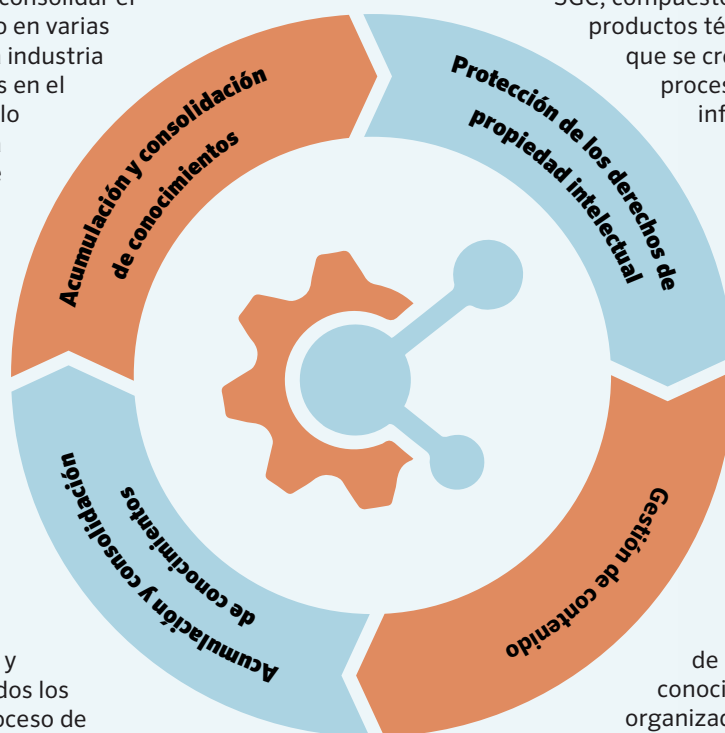 consolidar el
o en varias
industria
s en el
lo
SGC, compuesto
productos té
que se cre
proces
inf
Acumulación y consolidación
de conocimientos
Protección de los derechos de
propiedad intelectual
Gestión de contenido
Acumulación y consolidación
de conocimientos
y
dos los
oceso de
de
conoci
organizad